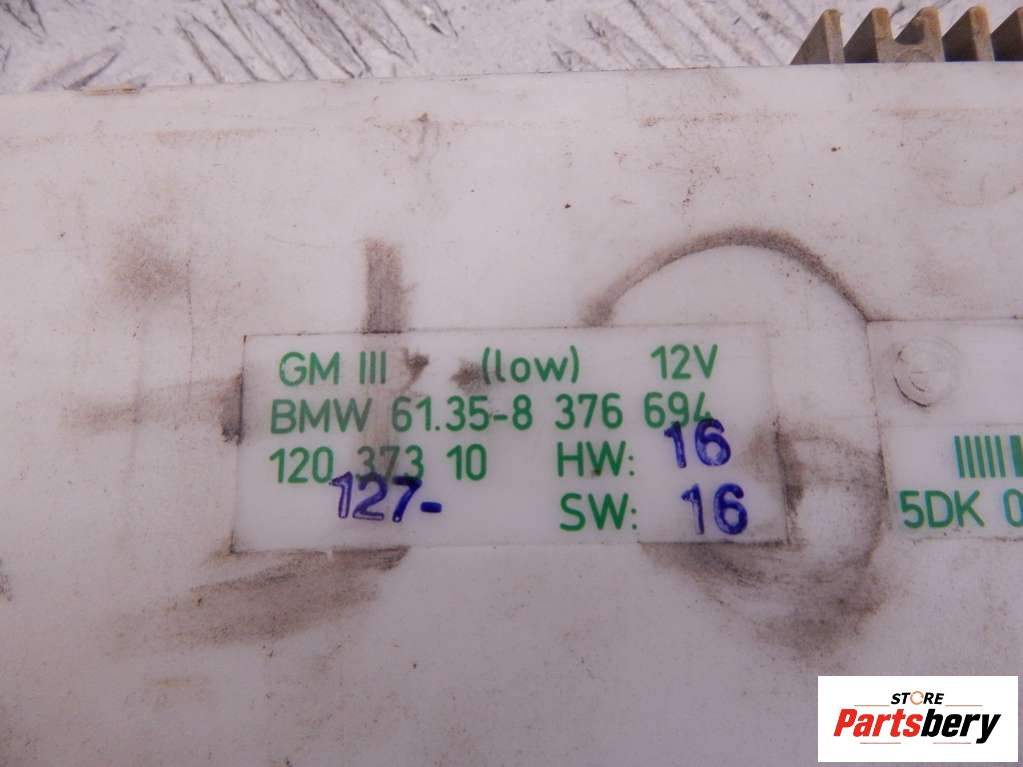 GM III (low) 12V
BMW 61.35-8 376 694
120 373 10 HW: 16
127- SW: 16
5DK 0
STORE
Partsbery